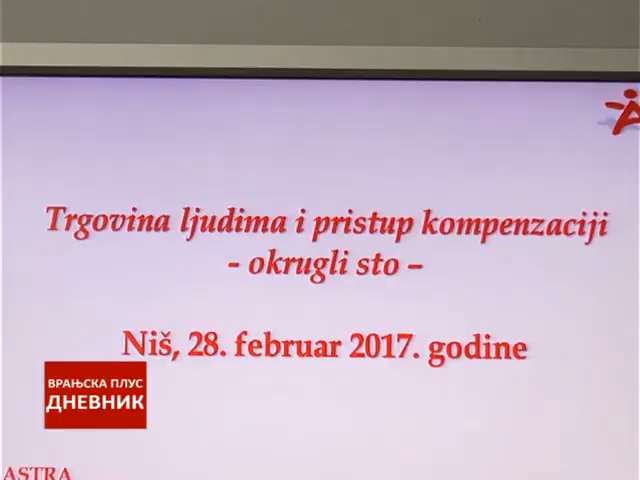 Trgovina ljudima i pristup kompenzaciji
- okrugli sto –
Niš, 28. februar 2017. godine
ВРАЊСКА ПЛУС
ДНЕВНИК
ASTRA